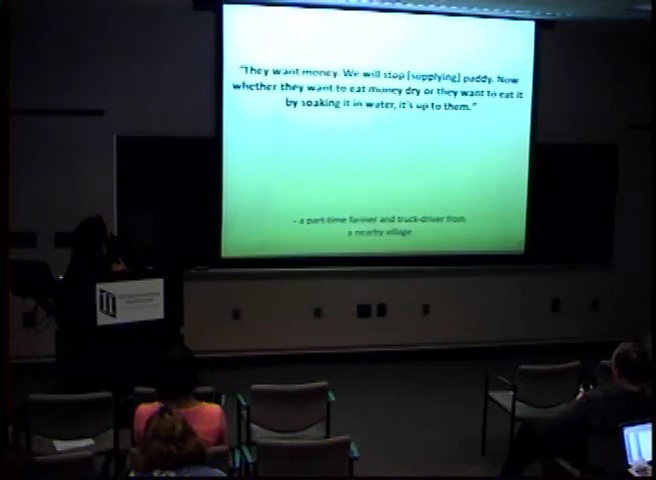 "They want money. We will stop [supplying] paddy. Now
whether they want to eat money dry or they want to eat it
by soaking it in water, it's up to them."
- a part-time farmer and truck-driver from
a nearby village